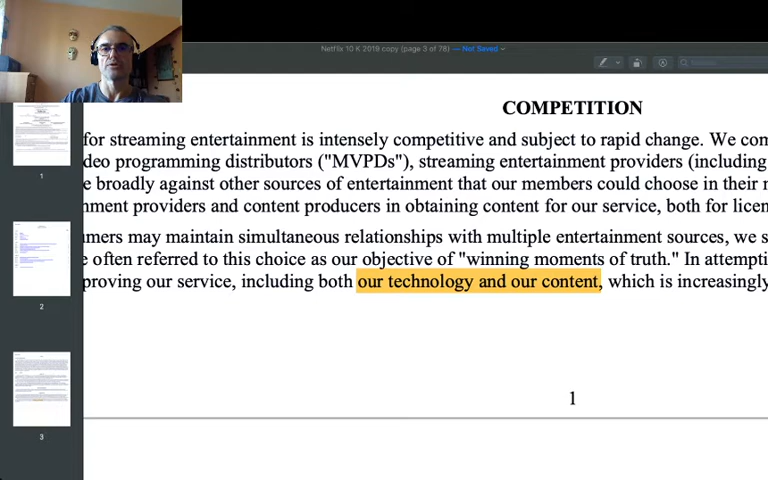 Netflix 10 K 2019 copy (page 3 of 78) — Not Saved
COMPETITION
for streaming entertainment is intensely competitive and subject to rapid change. We com
deo programming distributors ("MVPDs"), streaming entertainment providers (including
e broadly against other sources of entertainment that our members could choose in their
nment providers and content producers in obtaining content for our service, both for licen
umers may maintain simultaneous relationships with multiple entertainment sources, we s
e often referred to this choice as our objective of "winning moments of truth." In attempti
proving our service, including both our technology and our content, which is increasingly
1
1
2
3